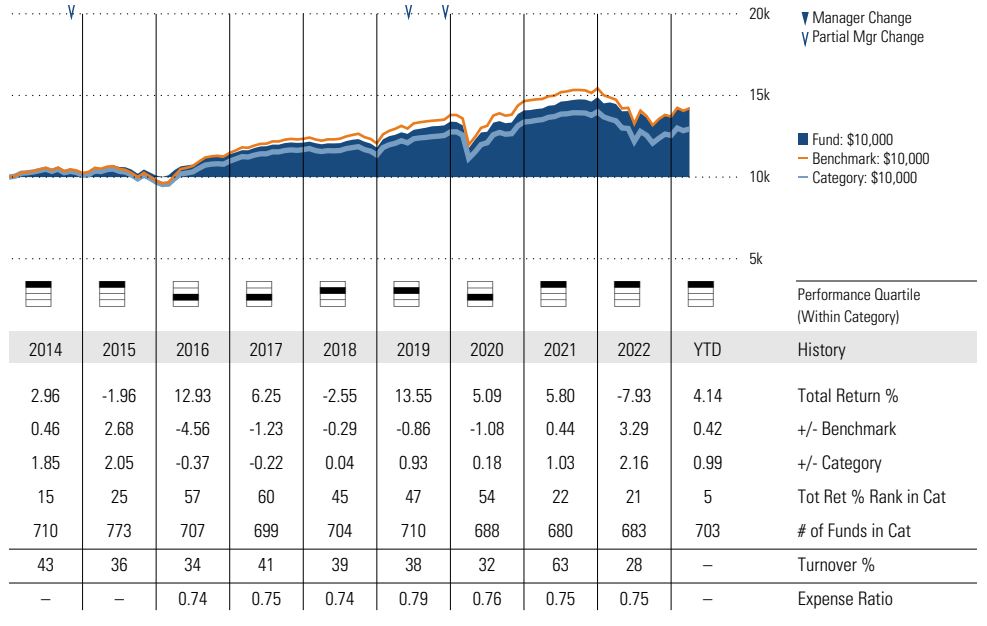 20k
▼ Manager Change
Partial Mgr Change
15k
Fund: $10,000
Benchmark: $10,000
Category: $10,000
10k
5k
Performance Quartile
(Within Category)
2014 2015 2016 2017 2018 2019 2020 2021 2022 YTD History
2.96 -1.96 12.93 6.25 -2.55 13.55 5.09 5.80 -7.93 4.14 Total Return %
0.46 2.68 -4.56 -1.23 -0.29 -0.86 -1.08 0.44 3.29 0.42 +/- Benchmark
1.85 2.05 -0.37 -0.22 0.04 0.93 0.18 1.03 2.16 0.99 +/- Category
15 25 57 60 45 47 54 22 21 5 Tot Ret % Rank in Cat
710 773 707 699 704 710 688 680 683 703 # of Funds in Cat
43 36 34 41 39 38 32 63 28 – Turnover %
– – 0.74 0.75 0.74 0.79 0.76 0.75 0.75 – Expense Ratio